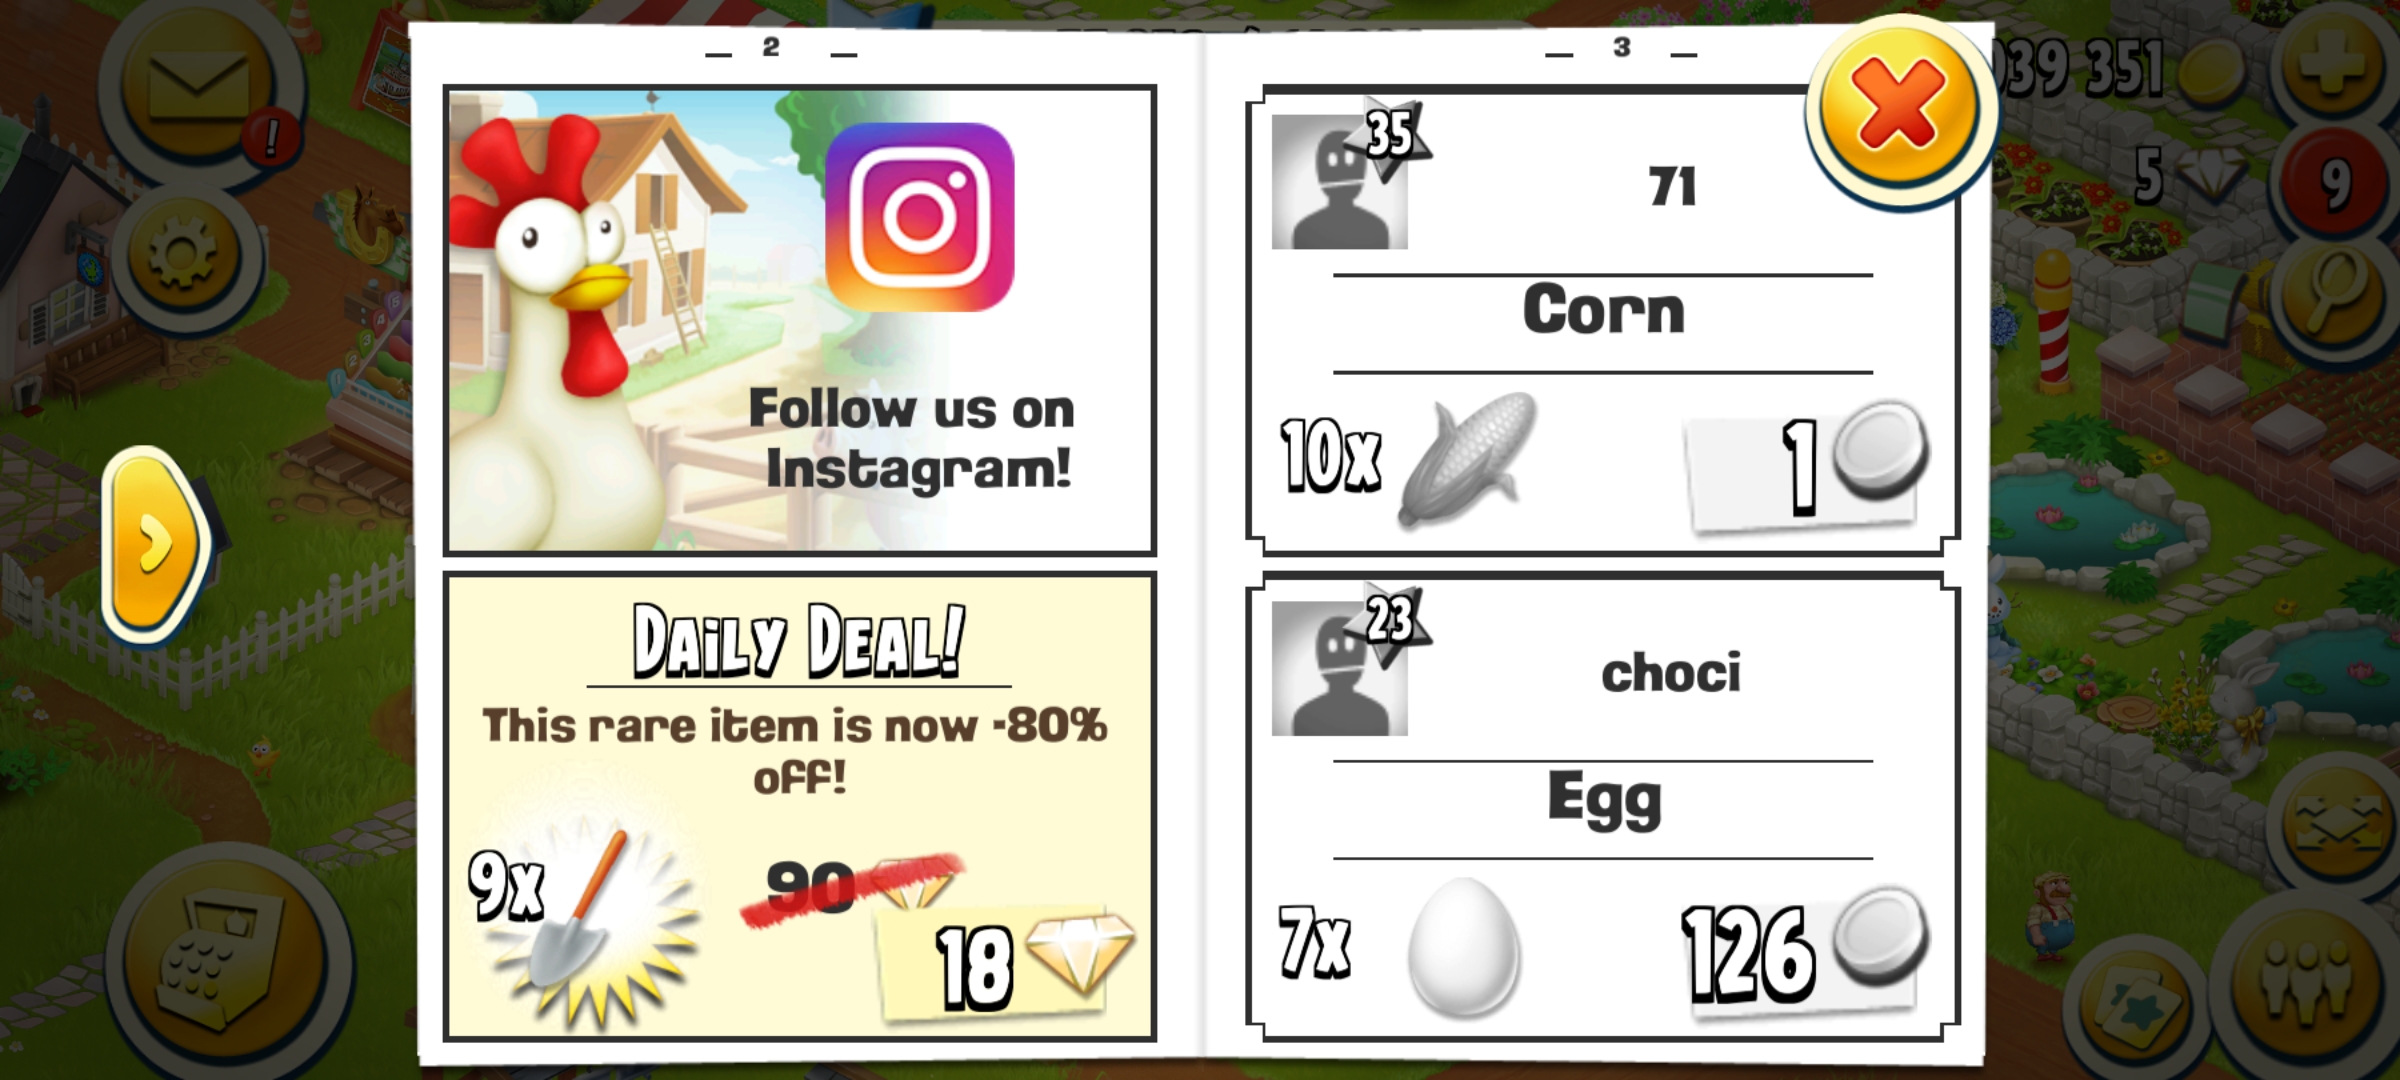 2
Follow us on
Instagram!
Daily Deal!
This rare item is now -80%
off!
9x
90
18
3
35
71
Corn
10x
1
23
choci
Egg
7x
126
!
39 351
5
9